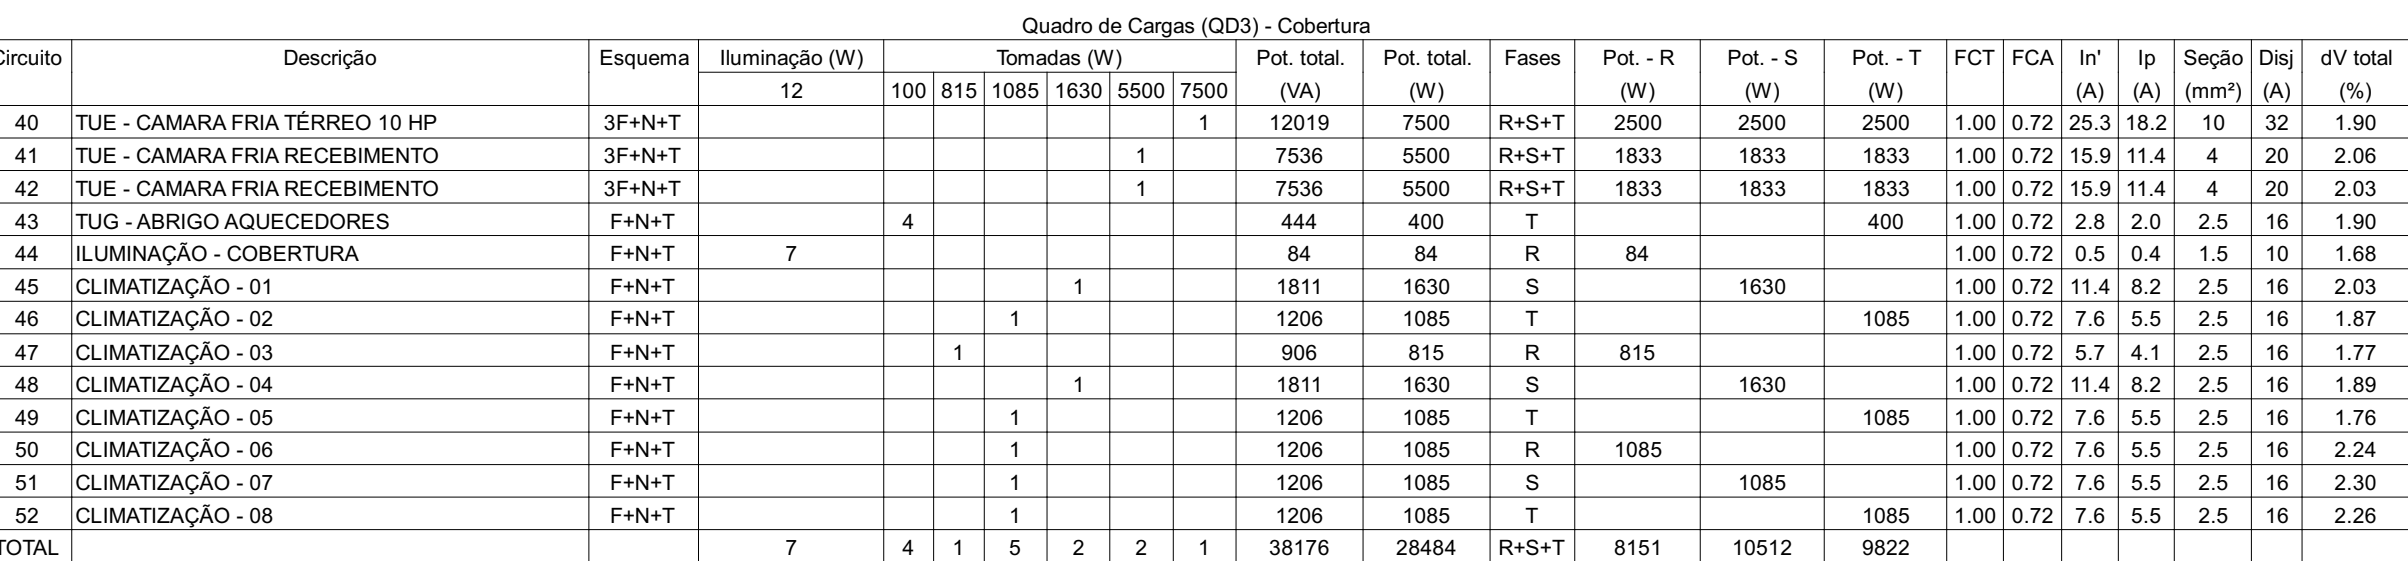 Quadro de Cargas (QD3) - Cobertura
Circuito Descrição Esquema Iluminação (W) Tomadas (W) Pot. total. Pot. total. Fases Pot. - R Pot. - S Pot. - T FCT FCA In' Ip Seção Disj dV total
12 100 815 1085 1630 5500 7500 (VA) (W) (W) (W) (W) (A) (A) (mm²) (A) (%)
40 TUE - CAMARA FRIA TÉRREO 10 HP 3F+N+T 1 12019 7500 R+S+T 2500 2500 2500 1.00 0.72 25.3 18.2 10 32 1.90
41 TUE - CAMARA FRIA RECEBIMENTO 3F+N+T 1 7536 5500 R+S+T 1833 1833 1833 1.00 0.72 15.9 11.4 4 20 2.06
42 TUE - CAMARA FRIA RECEBIMENTO 3F+N+T 1 7536 5500 R+S+T 1833 1833 1833 1.00 0.72 15.9 11.4 4 20 2.03
43 TUG - ABRIGO AQUECEDORES F+N+T 4 444 400 T 400 1.00 0.72 2.8 2.0 2.5 16 1.90
44 ILUMINAÇÃO - COBERTURA F+N+T 7 84 84 R 84 1.00 0.72 0.5 0.4 1.5 10 1.68
45 CLIMATIZAÇÃO - 01 F+N+T 1 1811 1630 S 1630 1.00 0.72 11.4 8.2 2.5 16 2.03
46 CLIMATIZAÇÃO - 02 F+N+T 1 1206 1085 T 1085 1.00 0.72 7.6 5.5 2.5 16 1.87
47 CLIMATIZAÇÃO - 03 F+N+T 1 906 815 R 815 1.00 0.72 5.7 4.1 2.5 16 1.77
48 CLIMATIZAÇÃO - 04 F+N+T 1 1811 1630 S 1630 1.00 0.72 11.4 8.2 2.5 16 1.89
49 CLIMATIZAÇÃO - 05 F+N+T 1 1206 1085 T 1085 1.00 0.72 7.6 5.5 2.5 16 1.76
50 CLIMATIZAÇÃO - 06 F+N+T 1 1206 1085 R 1085 1.00 0.72 7.6 5.5 2.5 16 2.24
51 CLIMATIZAÇÃO - 07 F+N+T 1 1206 1085 S 1085 1.00 0.72 7.6 5.5 2.5 16 2.30
52 CLIMATIZAÇÃO - 08 F+N+T 1 1206 1085 T 1085 1.00 0.72 7.6 5.5 2.5 16 2.26
TOTAL 7 4 1 5 2 2 1 38176 28484 R+S+T 8151 10512 9822